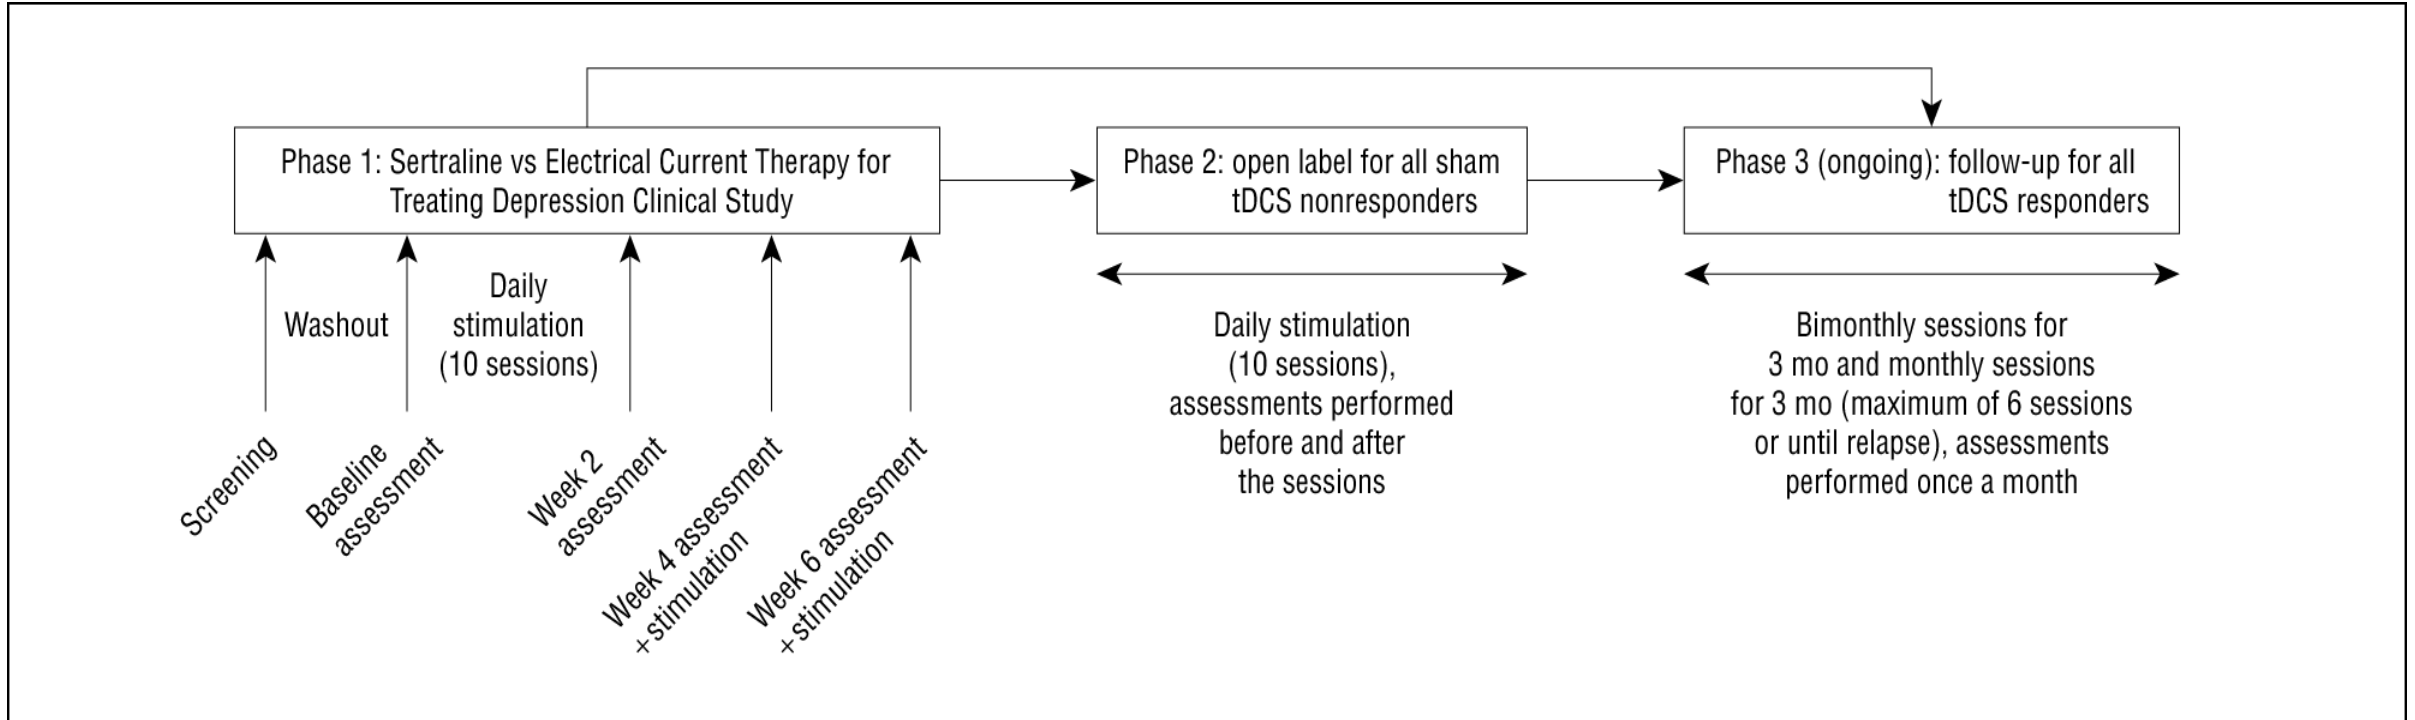 Phase 1: Sertraline vs Electrical Current Therapy for
Treating Depression Clinical Study
Phase 2: open label for all sham
tDCS nonresponders
Phase 3 (ongoing): follow-up for all
tDCS responders
Washout
Daily
stimulation
(10 sessions)
Screening
Baseline
assessment
Week 2
assessment
Week 4 assessment
+stimulation
Week 6 assessment
+stimulation
Daily stimulation
(10 sessions),
assessments performed
before and after
the sessions
Bimonthly sessions for
3 mo and monthly sessions
for 3 mo (maximum of 6 sessions
or until relapse), assessments
performed once a month